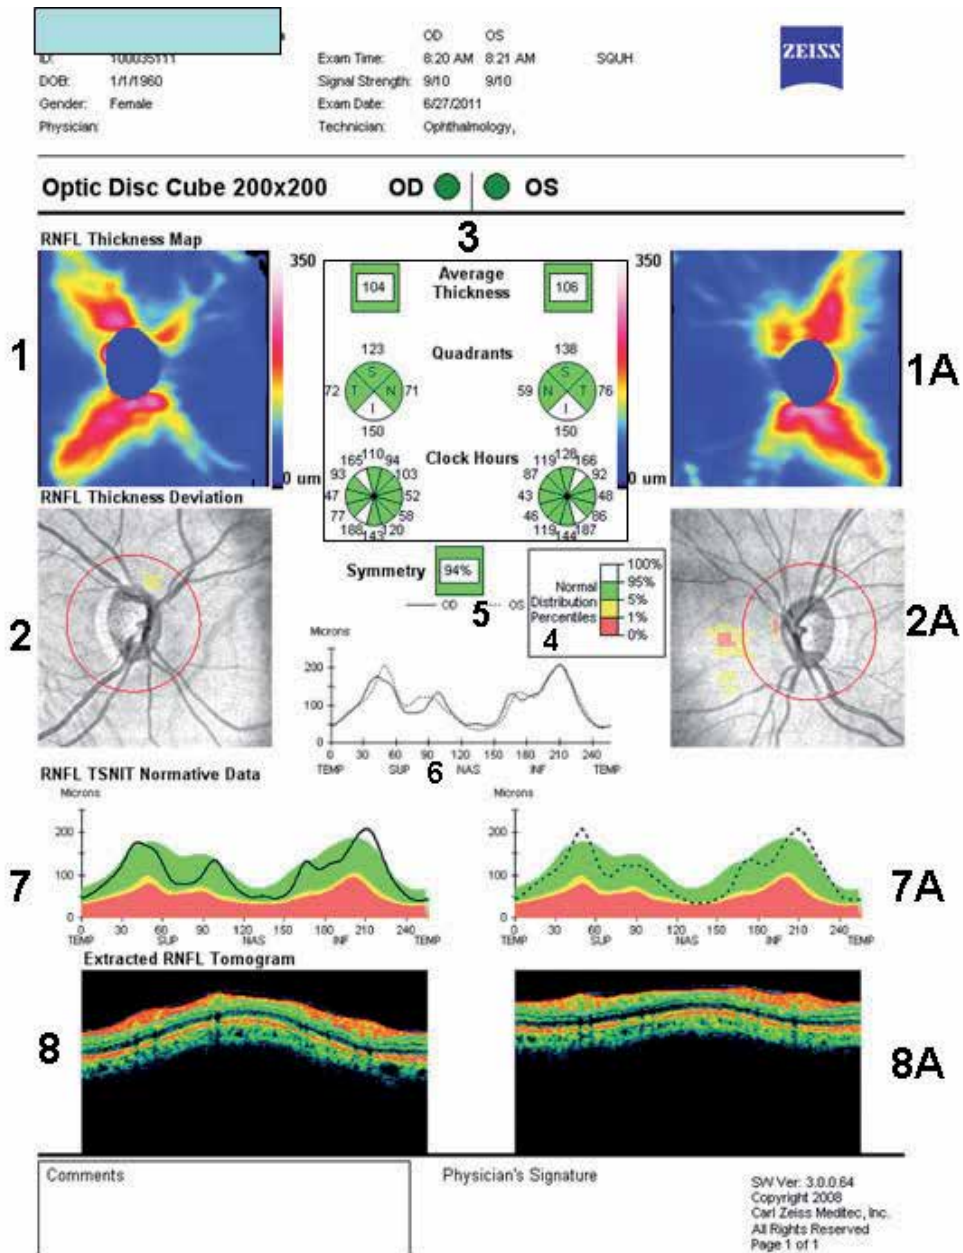 OD OS
ID: 100035111 Exam Time: 8:20 AM 8:21 AM SQUH
ZEISS
DOB: 1/1/1960 Signal Strength: 9/10 9/10
Gender: Female Exam Date: 6/27/2011
Physician: Technician: Ophthalmology,
Optic Disc Cube 200x200 OD OS
RNFL Thickness Map
3
350
Average Thickness
104 106
350
0 um
0 um
1
1A
Quadrants
123
S
72 T N 71
I
150
138
S
59 N T 76
I
150
Clock Hours
110 94 103 52 58 120 143 188 77 47 93 165
128 166 92 48 86 187 144 119 46 43 87 119
RNFL Thickness Deviation
2
2A
Symmetry 94%
OD 5 OS
Normal Distribution Percentiles
100%
95%
5%
1%
0%
4
Microns
200
100
0
0 30 60 90 120 150 180 210 240
TEMP SUP NAS INF TEMP
6
RNFL TSNIT Normative Data
Microns
200
100
0
0 30 60 90 120 150 180 210 240
TEMP SUP NAS INF TEMP
7
Microns
200
100
0
0 30 60 90 120 150 180 210 240
TEMP SUP NAS INF TEMP
7A
Extracted RNFL Tomogram
8
8A
Comments
Physician's Signature
SW Ver: 3.0.0.64
Copyright 2008
Carl Zeiss Meditec, Inc.
All Rights Reserved
Page 1 of 1